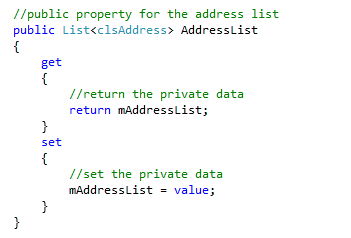 //public property for the address list
public List<clsAddress> AddressList
{
    get
    {
        //return the private data
        return mAddressList;
    }
    set
    {
        //set the private data
        mAddressList = value;
    }
}